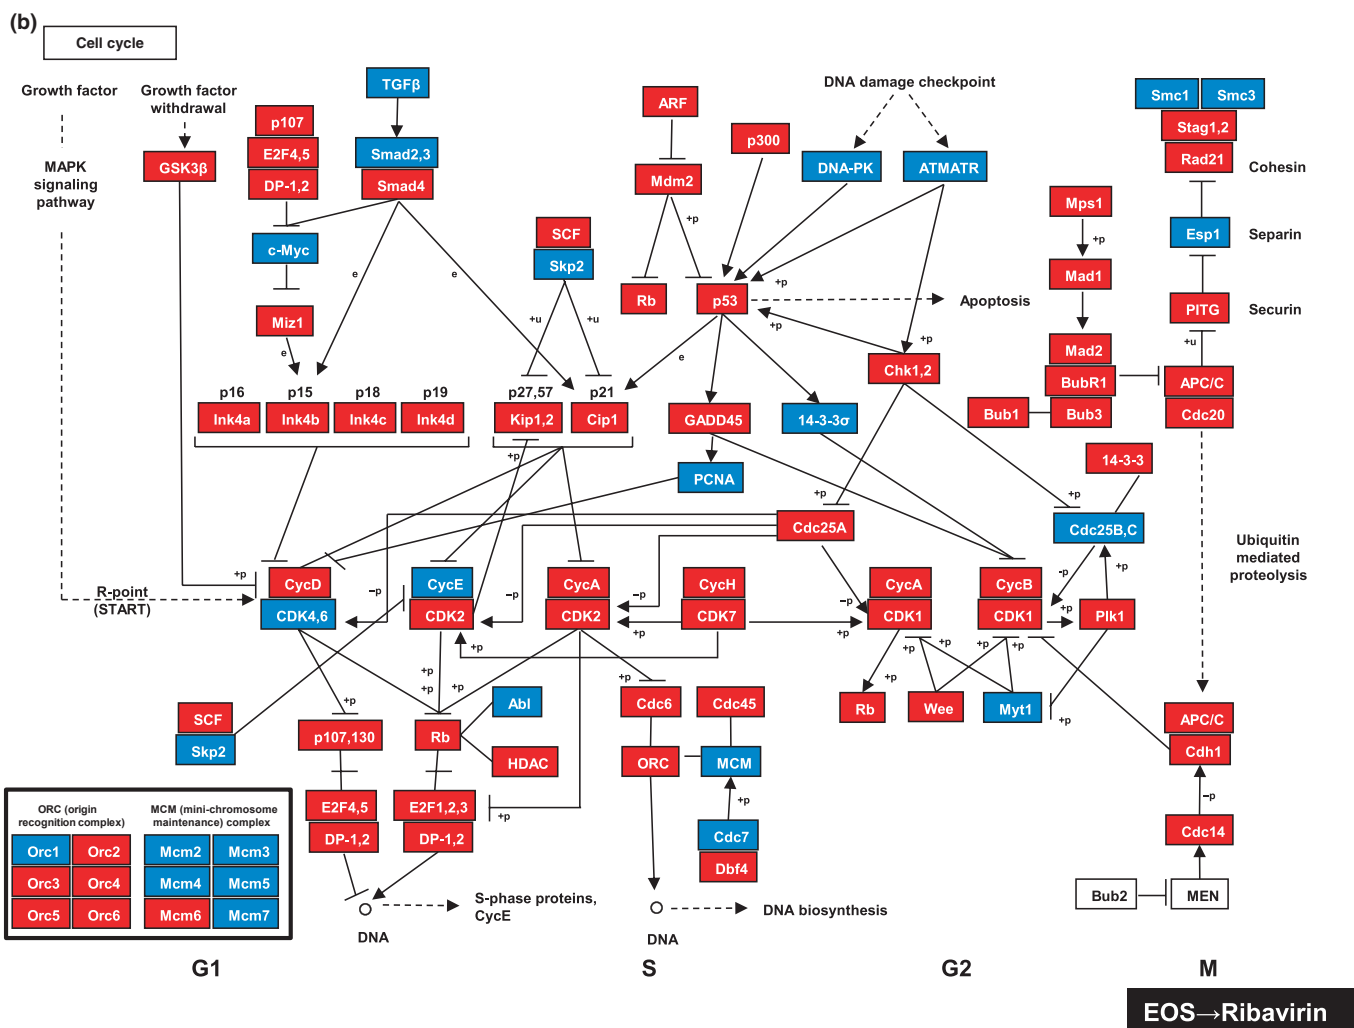 (b)
Cell cycle
Growth factor
Growth factor
withdrawal
MAPK
signaling
pathway
GSK3β
p107
E2F4,5
DP-1,2
TGFβ
Smad2,3
Smad4
c-Myc
Miz1
e
e
e
SCF
Skp2
+u
+u
ARF
Mdm2
+p
Rb
p300
p53
DNA damage checkpoint
DNA-PK
ATMATR
+p
+p
+p
Apoptosis
Chk1,2
e
p16
Ink4a
p15
Ink4b
p18
Ink4c
p19
Ink4d
p27,57
Kip1,2
p21
Cip1
+p
GADD45
14-3-3σ
PCNA
Smc1
Smc3
Stag1,2
Rad21
Cohesin
Esp1
Separin
PITG
Securin
+u
Mps1
+p
Mad1
Mad2
BubR1
Bub1
Bub3
APC/C
Cdc20
14-3-3
+p
+p
Cdc25A
Cdc25B,C
Ubiquitin
mediated
proteolysis
R-point
(START)
+p
CycD
CDK4,6
–p
CycE
CDK2
–p
CycA
CDK2
–p
+p
CycH
CDK7
+p
–p
+p
CycA
CDK1
CycB
CDK1
-p
+p
+p
Plk1
+p
+p
+p
+p
+p
+p
+p
+p
+p
+p
+p
SCF
Skp2
p107,130
Rb
Abl
HDAC
E2F4,5
DP-1,2
E2F1,2,3
DP-1,2
+p
Cdc6
Cdc45
ORC
MCM
+p
Cdc7
Dbf4
Rb
Wee
Myt1
APC/C
Cdh1
–p
Cdc14
Bub2
MEN
ORC (origin
recognition complex)
MCM (mini-chromosome
maintenance) complex
Orc1
Orc2
Mcm2
Mcm3
Orc3
Orc4
Mcm4
Mcm5
Orc5
Orc6
Mcm6
Mcm7
S-phase proteins,
CycE
DNA
DNA biosynthesis
DNA
G1
S
G2
M
EOS→Ribavirin